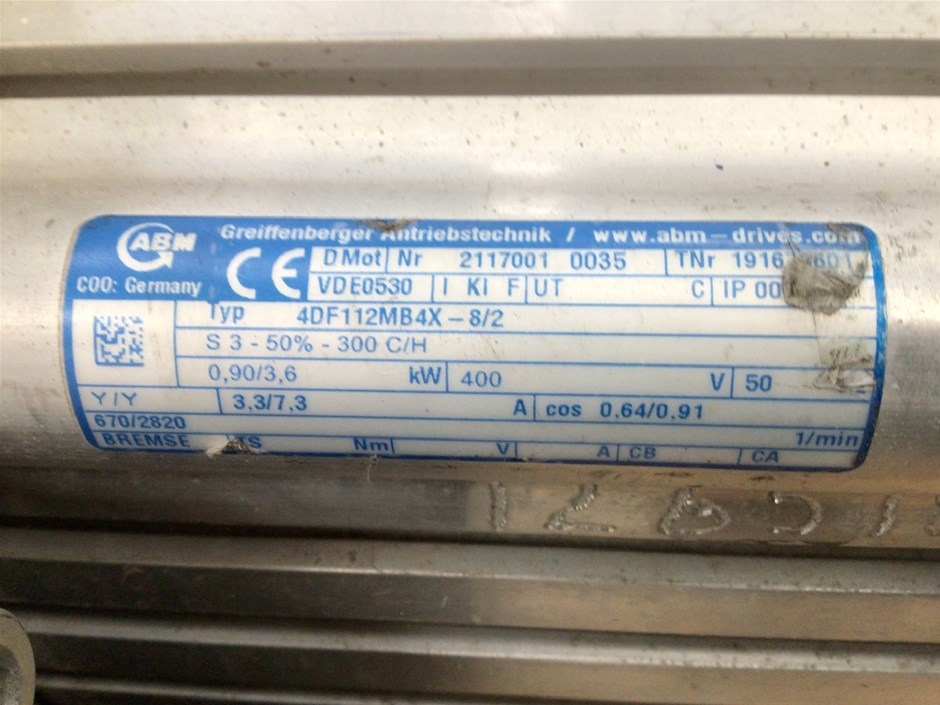 ABM Greiffenberger Antriebstechnik / www.abm-drives.com
COO: Germany CE
D Mot Nr 2117001 0035 TNr
VDE0530 I KI F UT C IP 00
Typ 4DF112MB4X-8/2
S 3 - 50% - 300 C/H
0,90/3,6 kW 400 V 50
Y/Y 3,3/7,3 A cos 0,64/0,91
670/2820 1/min
BREMSE Nm V A CB CA